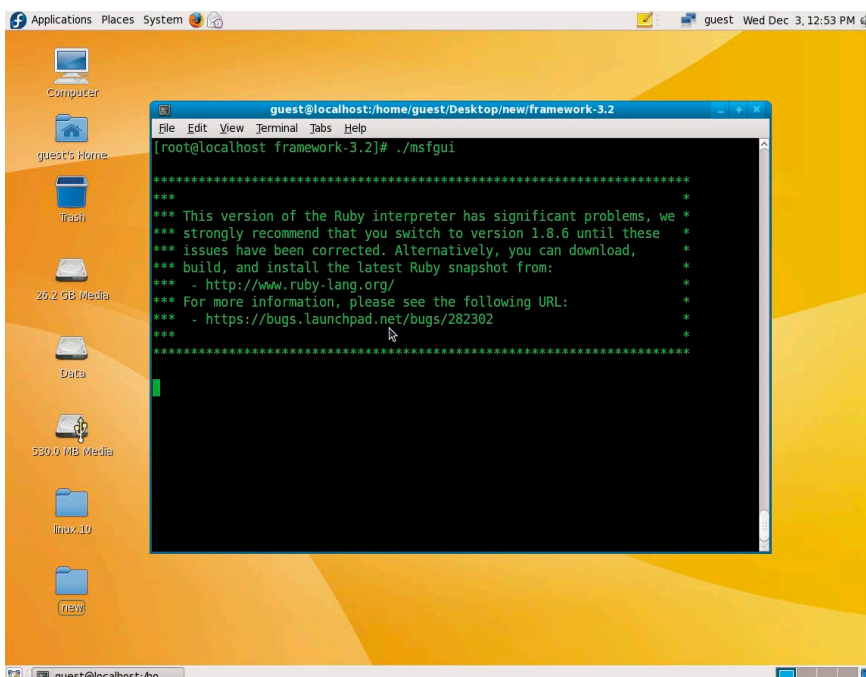 Applications Places System
guest Wed Dec 3, 12:53 PM
Computer
guest's Home
Trash
26.2 GB Media
Data
530.0 MB Media
linux 10
new
guest@localhost:/home/guest/Desktop/new/framework-3.2
File Edit View Terminal Tabs Help
[root@localhost framework-3.2]# ./msfgui
***********************************************************************
*** *
*** This version of the Ruby interpreter has significant problems, we *
*** strongly recommend that you switch to version 1.8.6 until these *
*** issues have been corrected. Alternatively, you can download, *
*** build, and install the latest Ruby snapshot from: *
*** - http://www.ruby-lang.org/ *
*** For more information, please see the following URL: *
*** - https://bugs.launchpad.net/bugs/282302 *
*** *
***********************************************************************
guest@localhost:/ho